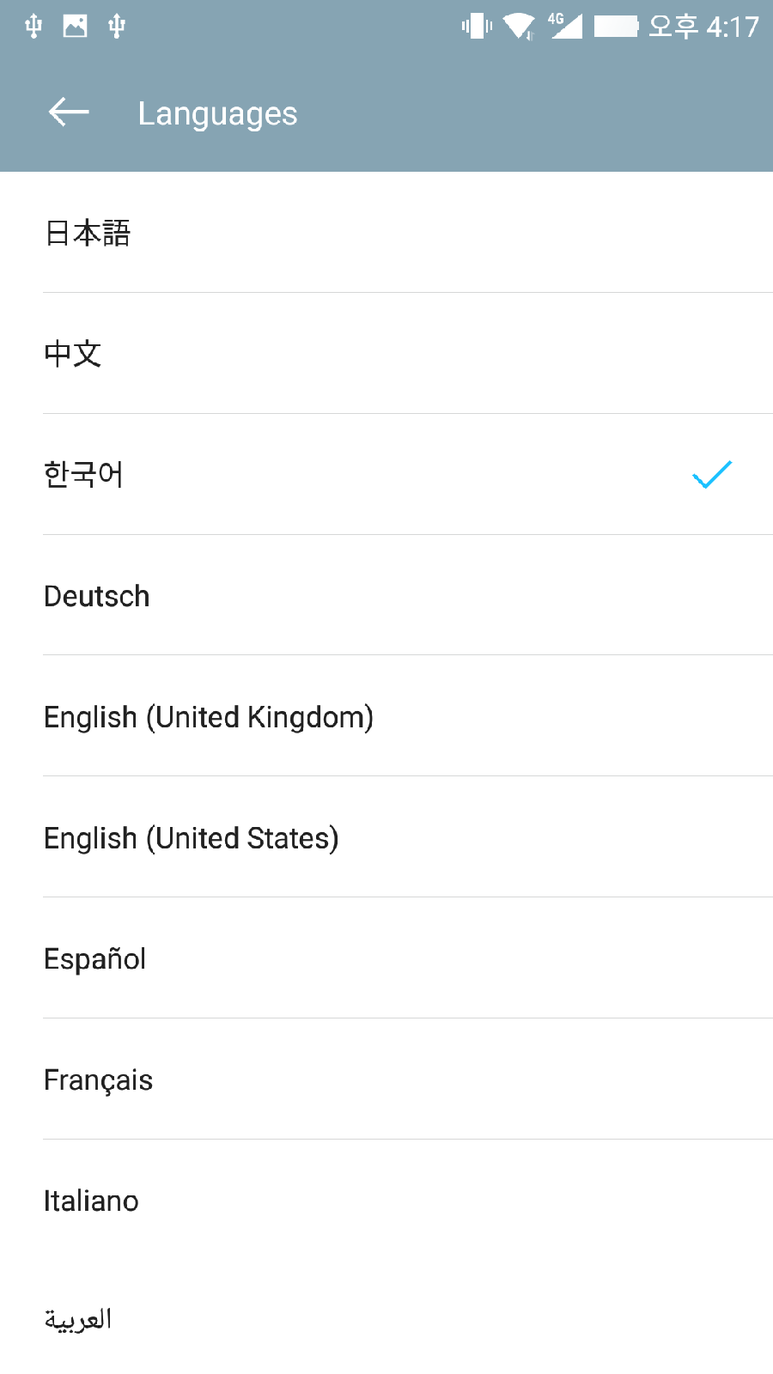 4G 오후 4:17
Languages
日本語
中文
한국어
Deutsch
English (United Kingdom)
English (United States)
Español
Français
Italiano
العربية